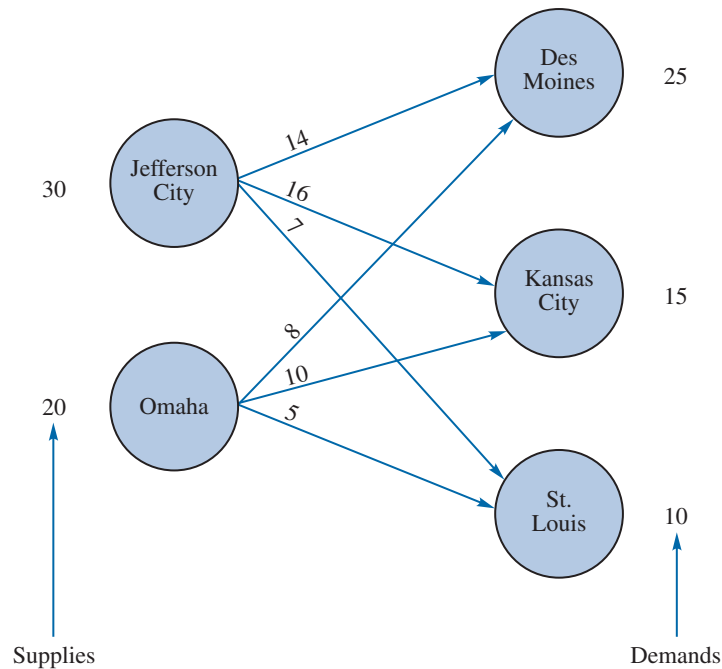 Des
Moines
25
14
Jefferson
City
30
16
7
Kansas
City
15
8
10
Omaha
20
5
St.
Louis
10
Supplies
Demands